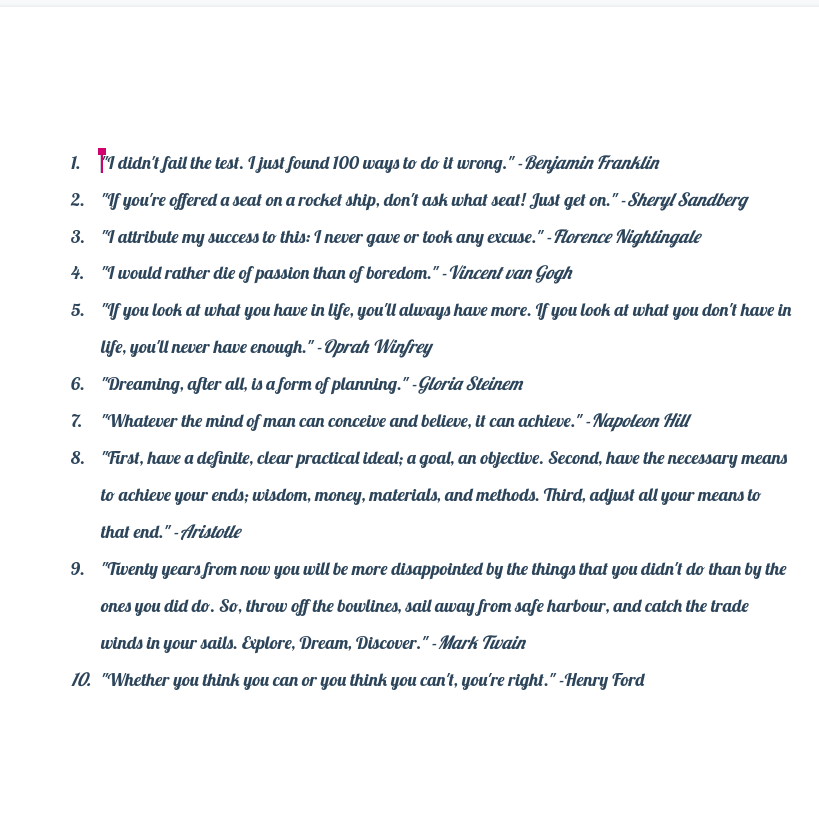 1. "I didn't fail the test. I just found 100 ways to do it wrong." -Benjamin Franklin
2. "If you're offered a seat on a rocket ship, don't ask what seat! Just get on." -Sheryl Sandberg
3. "I attribute my success to this: I never gave or took any excuse." -Florence Nightingale
4. "I would rather die of passion than of boredom." -Vincent van Gogh
5. "If you look at what you have in life, you'll always have more. If you look at what you don't have in
life, you'll never have enough." -Oprah Winfrey
6. "Dreaming, after all, is a form of planning." -Gloria Steinem
7. "Whatever the mind of man can conceive and believe, it can achieve." -Napoleon Hill
8. "First, have a definite, clear practical ideal; a goal, an objective. Second, have the necessary means
to achieve your ends; wisdom, money, materials, and methods. Third, adjust all your means to
that end." -Aristotle
9. "Twenty years from now you will be more disappointed by the things that you didn't do than by the
ones you did do. So, throw off the bowlines, sail away from safe harbour, and catch the trade
winds in your sails. Explore, Dream, Discover." -Mark Twain
10. "Whether you think you can or you think you can't, you're right." -Henry Ford